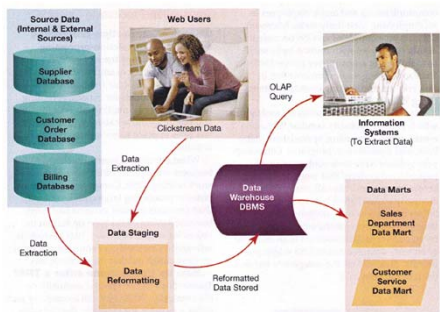 Source Data
(Internal & External
Sources)
Supplier
Database
Customer
Order
Database
Billing
Database
Web Users
Clickstream Data
Data
Extraction
Data
Extraction
Data Staging
Data
Reformatting
Reformatted
Data Stored
Data
Warehouse
DBMS
OLAP
Query
Information
Systems
(To Extract Data)
Data Marts
Sales
Department
Data Mart
Customer
Service
Data Mart